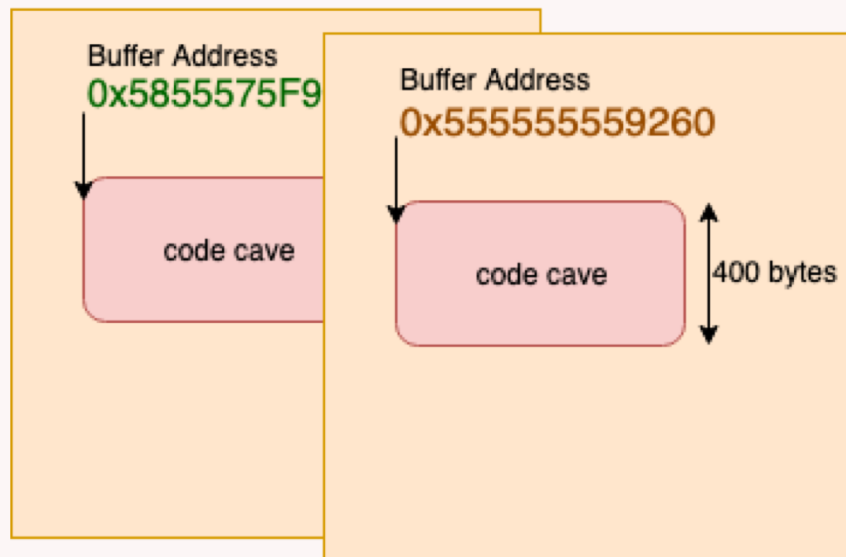 Buffer Address
0x5855575F9
code cave
Buffer Address
0x555555559260
code cave
400 bytes